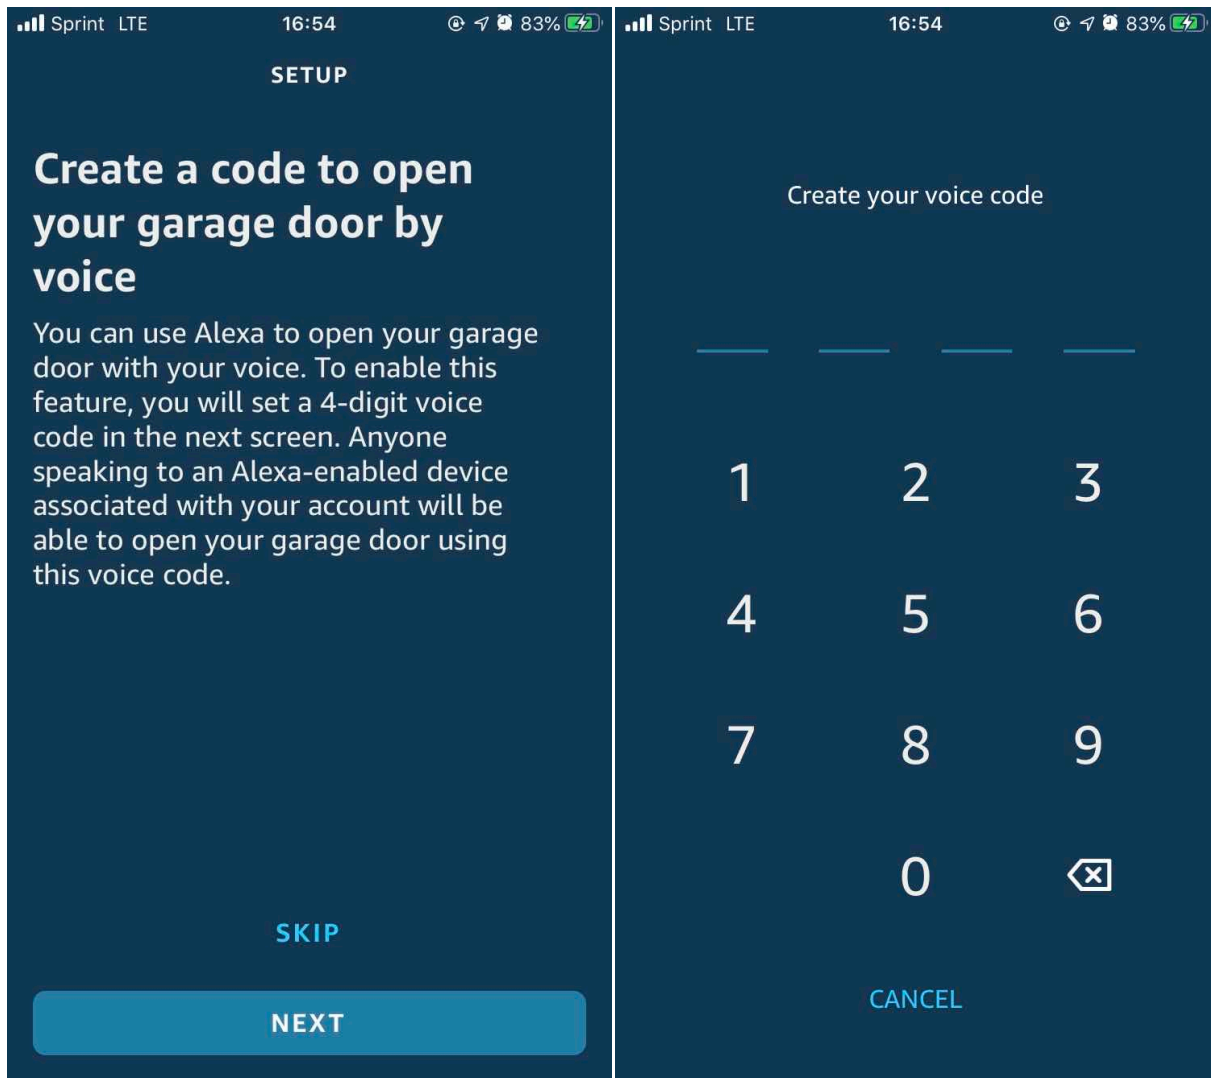 Sprint LTE 16:54 83%
SETUP
Create a code to open
your garage door by
voice
You can use Alexa to open your garage
door with your voice. To enable this
feature, you will set a 4-digit voice
code in the next screen. Anyone
speaking to an Alexa-enabled device
associated with your account will be
able to open your garage door using
this voice code.
SKIP
NEXT
Sprint LTE 16:54 83%
Create your voice code
1 2 3
4 5 6
7 8 9
0
CANCEL